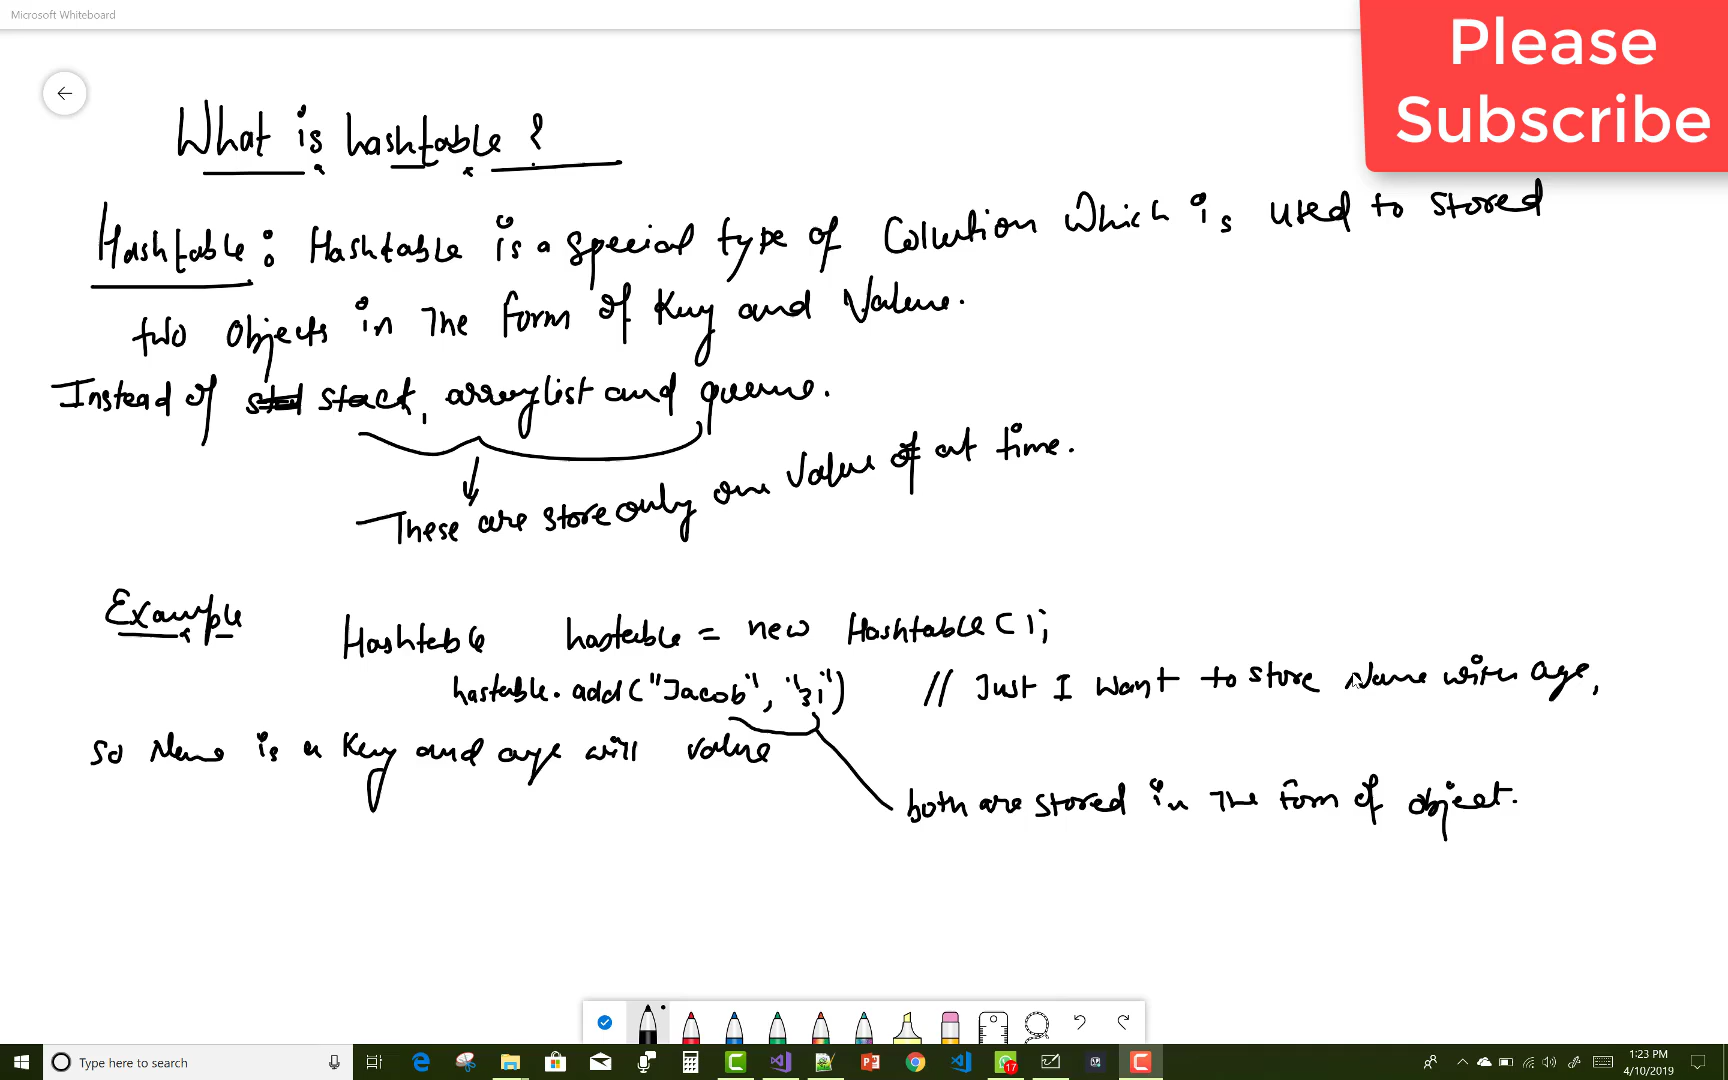 Microsoft Whiteboard
Please
Subscribe
What is hashtable?
Hashtable: Hashtable is a special type of Collection which is used to stored
two objects in the form of Key and Value.
Instead of stack, arraylist and queue.
These are store only one value of at time.
Example
Hashtable hastable = new Hashtable();
hastable.add("Jacob", "31") // Just I want to store Name with age,
So Name is a Key and age will value
both are stored in the form of object.
Type here to search
17
1:23 PM
4/10/2019